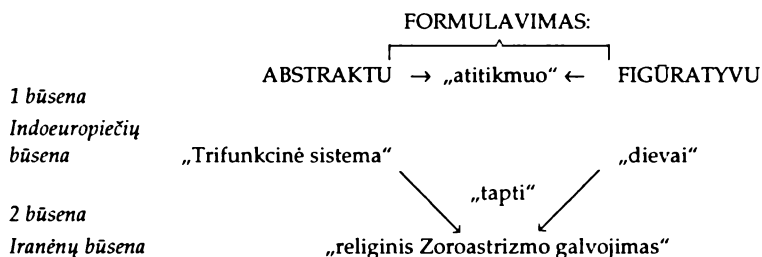 FORMULAVIMAS:
ABSTRAKTU → „atitikmuo“ ← FIGŪRATYVU
1 būsena
Indoeuropiečių
būsena „Trifunkcinė sistema“ „dievai“
„tapti“
2 būsena
Iranėnų būsena „religinis Zoroastrizmo galvojimas“